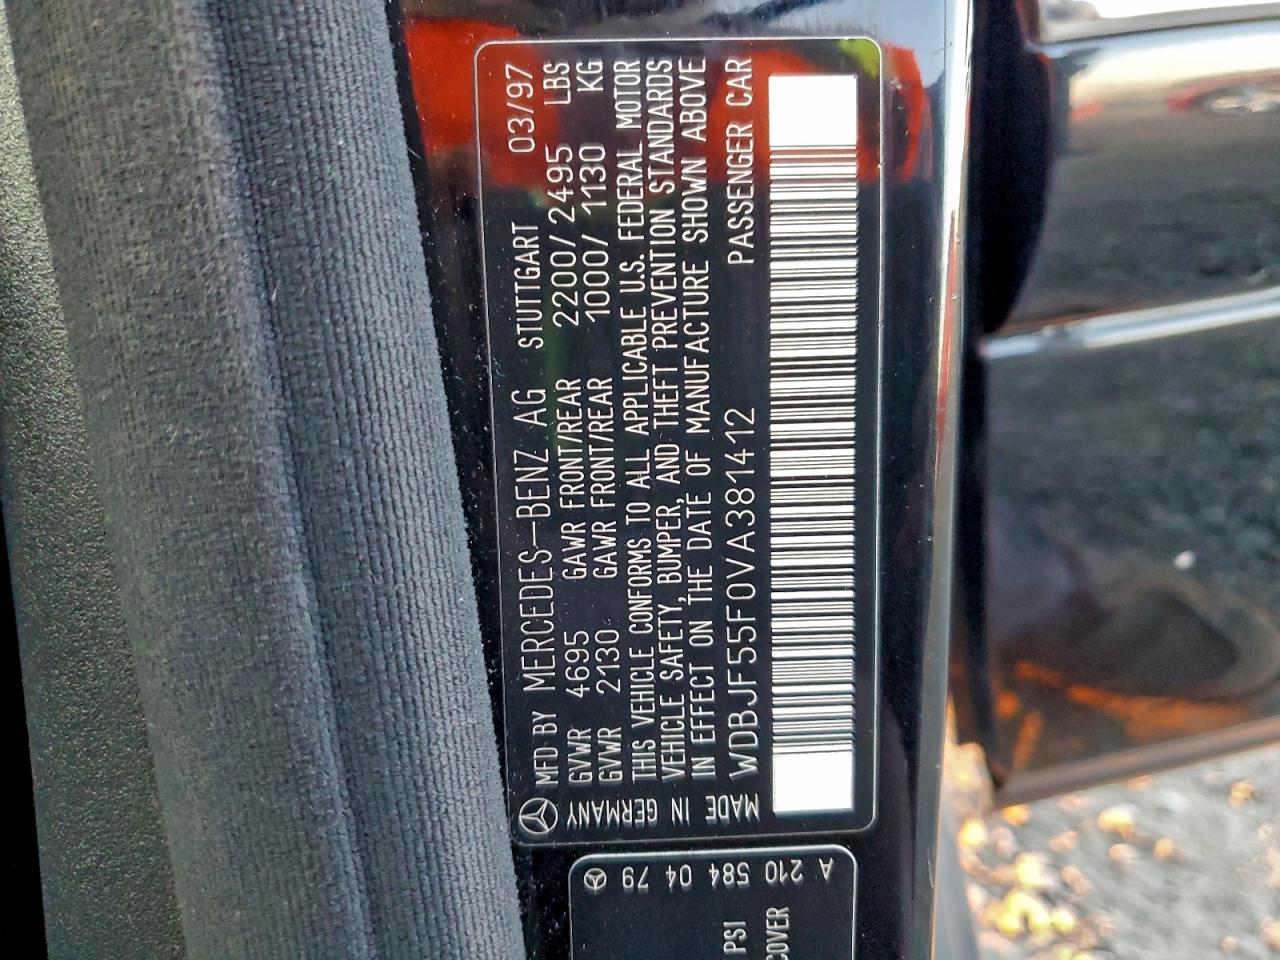 MFD BY MERCEDES-BENZ AG STUTTGART 03/97
GVWR 4695 GAWR FRONT/REAR 2200/2495 LBS
GVWR 2130 GAWR FRONT/REAR 1000/1130 KG
THIS VEHICLE CONFORMS TO ALL APPLICABLE U.S. FEDERAL MOTOR
VEHICLE SAFETY, BUMPER, AND THEFT PREVENTION STANDARDS
IN EFFECT ON THE DATE OF MANUFACTURE SHOWN ABOVE
WDBJF55F0VA381412 PASSENGER CAR
MADE IN GERMANY
A 210 584 04 79
PSI
COVER